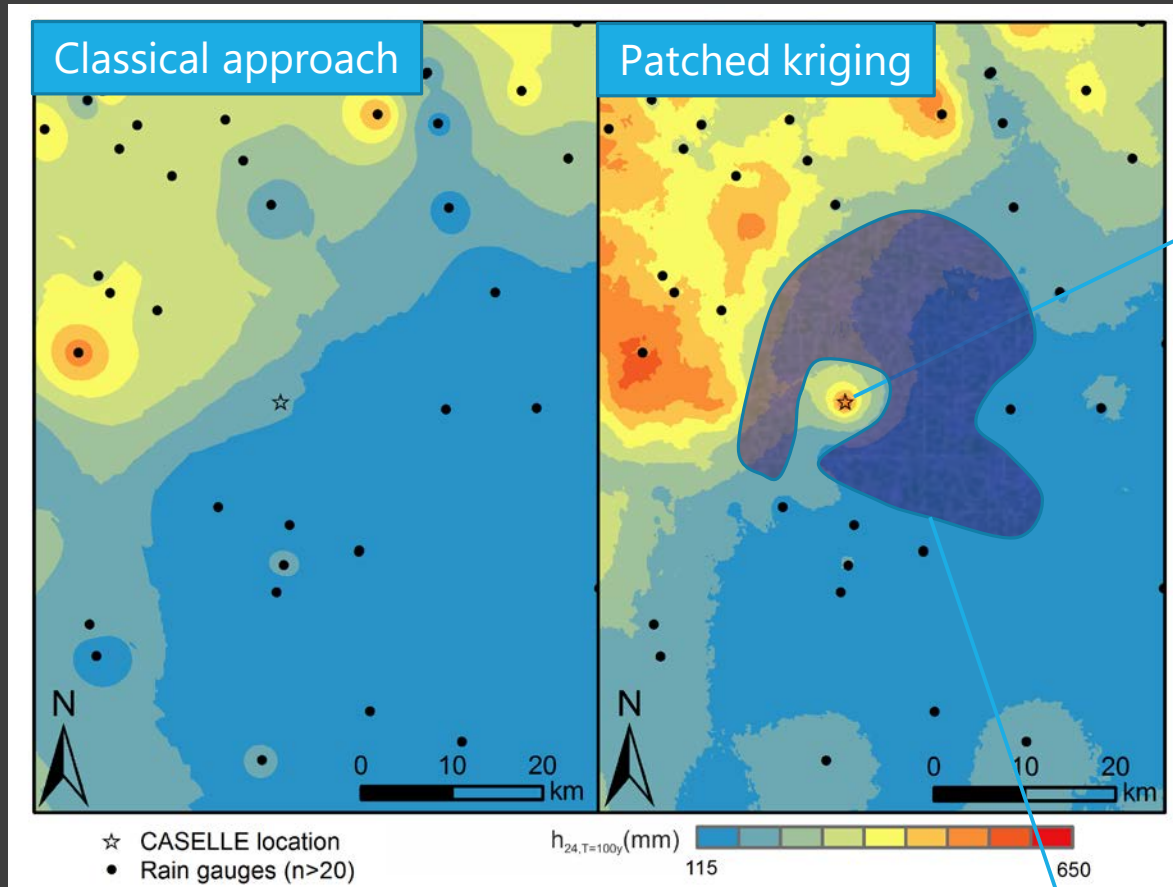 Classical approach
Patched kriging
N
0 10 20
km
N
0 10 20
km
☆ CASELLE location
● Rain gauges (n>20)
h24,T=100y(mm)
115 650